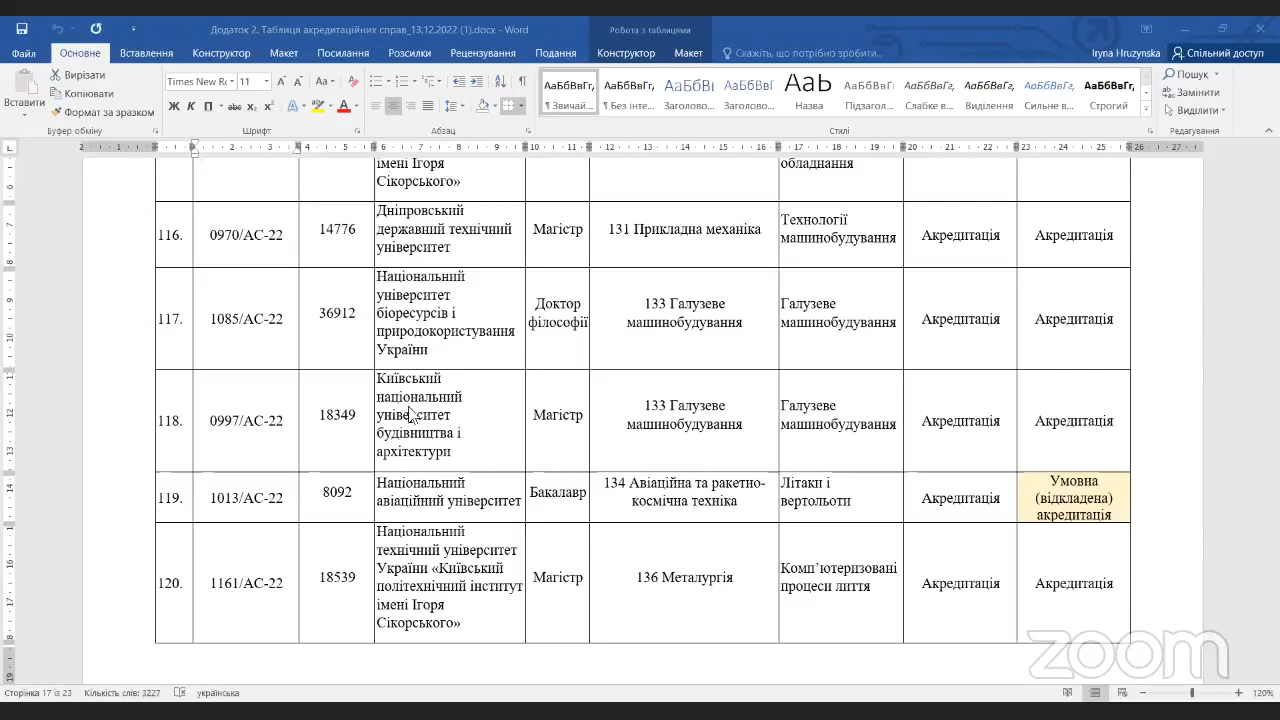 Додаток 2. Таблиця акредитаційних справ_13.12.2022 (1).docx - Word
Робота з таблицями
Файл Основне Вставлення Конструктор Макет Посилання Розсилки Рецензування Подання Конструктор Макет Скажіть, що потрібно зробити... Iryna Hruzynska Спільний доступ
Вставити
Вирізати
Копіювати
Формат за зразком
Буфер обміну
Times New Ro 11
Шрифт
Абзац
АаБбВвГг, АаБбВвГг, АаБбВі АаБбВвГ АаБ АаБбВвГг АаБбВвГг, АаБбВвГг, АаБбВвГг, АаБбВвГг,
¶ Звичай... ¶ Без інте... Заголово... Заголово... Назва Підзагол... Слабке в... Виділення Сильне в... Строгий
Стилі
Пошук
Замінити
Виділити
Редагування
імені Ігоря
Сікорського»
обладнання
116. 0970/АС-22 14776
Дніпровський
державний технічний
університет
Магістр 131 Прикладна механіка
Технології
машинобудування
Акредитація Акредитація
117. 1085/АС-22 36912
Національний
університет
біоресурсів і
природокористування
України
Доктор
філософії
133 Галузеве
машинобудування
Галузеве
машинобудування
Акредитація Акредитація
118. 0997/АС-22 18349
Київський
національний
університет
будівництва і
архітектури
Магістр
133 Галузеве
машинобудування
Галузеве
машинобудування
Акредитація Акредитація
119. 1013/АС-22 8092
Національний
авіаційний університет
Бакалавр
134 Авіаційна та ракетно-
космічна техніка
Літаки і
вертольоти
Акредитація
Умовна
(відкладена)
акредитація
120. 1161/АС-22 18539
Національний
технічний університет
України «Київський
політехнічний інститут
імені Ігоря
Сікорського»
Магістр 136 Металургія
Комп’ютеризовані
процеси лиття
Акредитація Акредитація
zoom
Сторінка 17 із 23 Кількість слів: 3227 українська 120%